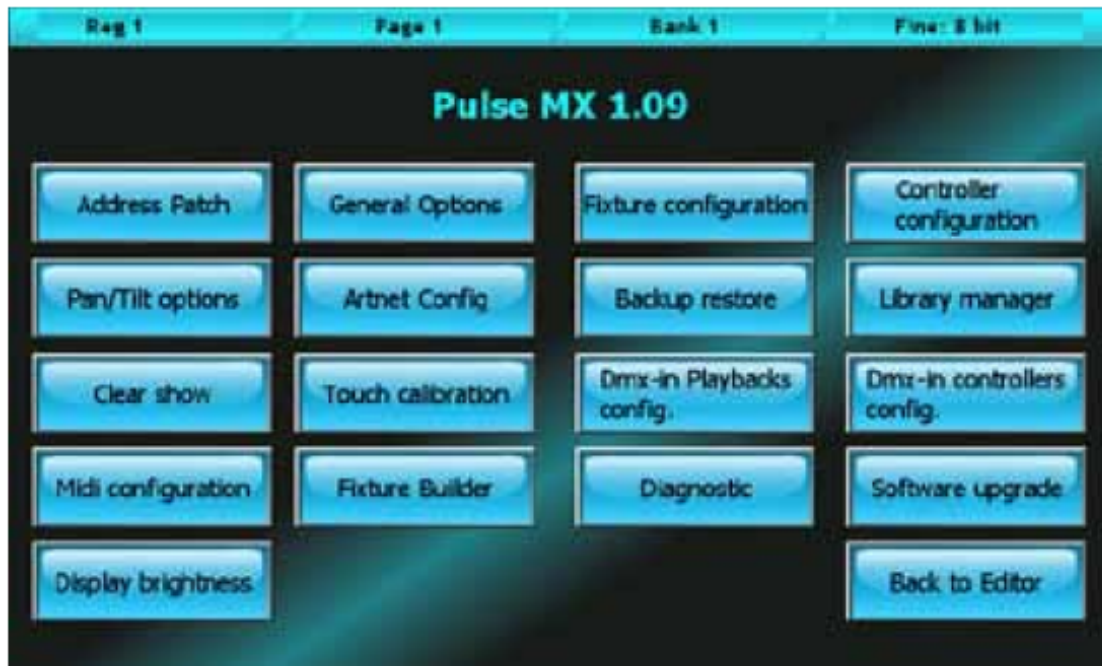 Reg 1
Page 1
Bank 1
Fine: 8 bit
Pulse MX 1.09
Address Patch
General Options
Fixture configuration
Controller
configuration
Pan/Tilt options
Artnet Config
Backup restore
Library manager
Clear show
Touch calibration
Dmx-in Playbacks
config.
Dmx-in controllers
config.
Midi configuration
Fixture Builder
Diagnostic
Software upgrade
Display brightness
Back to Editor